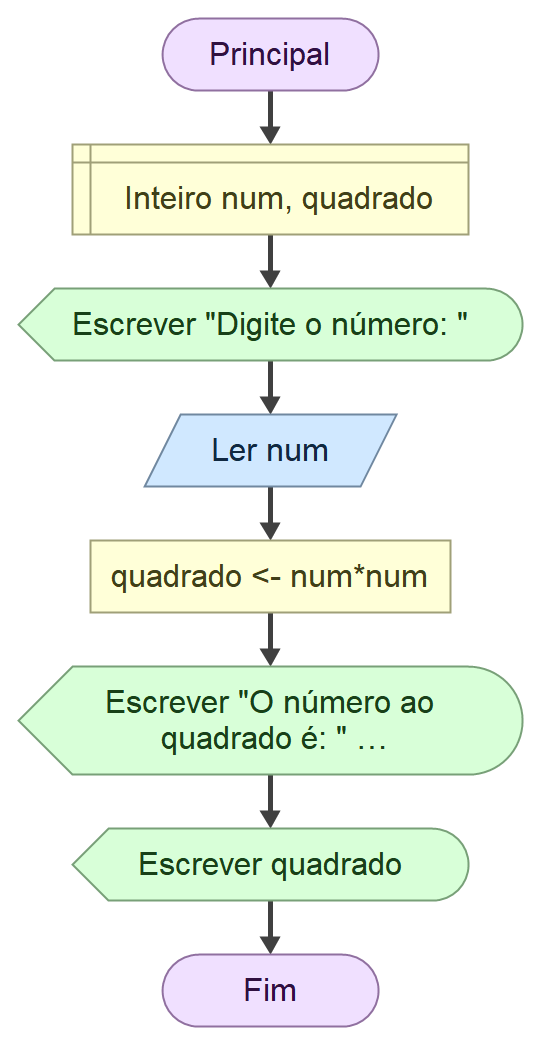 Principal
Inteiro num, quadrado
Escrever "Digite o número: "
Ler num
quadrado <- num*num
Escrever "O número ao
quadrado é: " …
Escrever quadrado
Fim